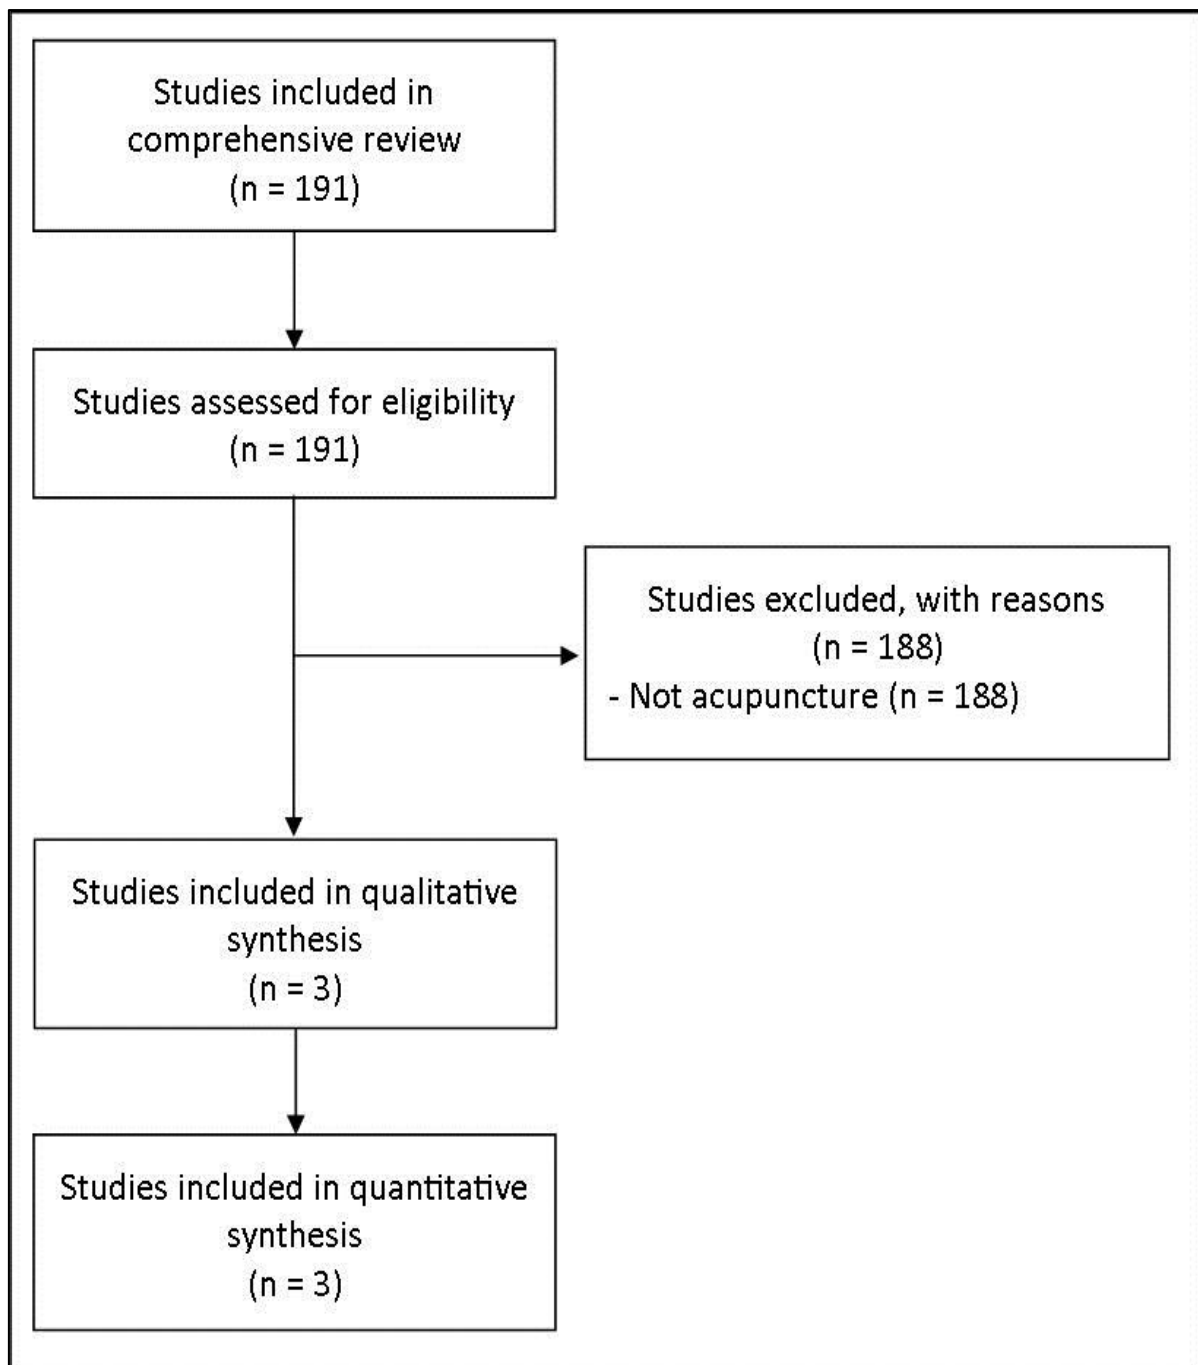 Studies included in
comprehensive review
(n = 191)
Studies assessed for eligibility
(n = 191)
Studies excluded, with reasons
(n = 188)
- Not acupuncture (n = 188)
Studies included in qualitative
synthesis
(n = 3)
Studies included in quantitative
synthesis
(n = 3)